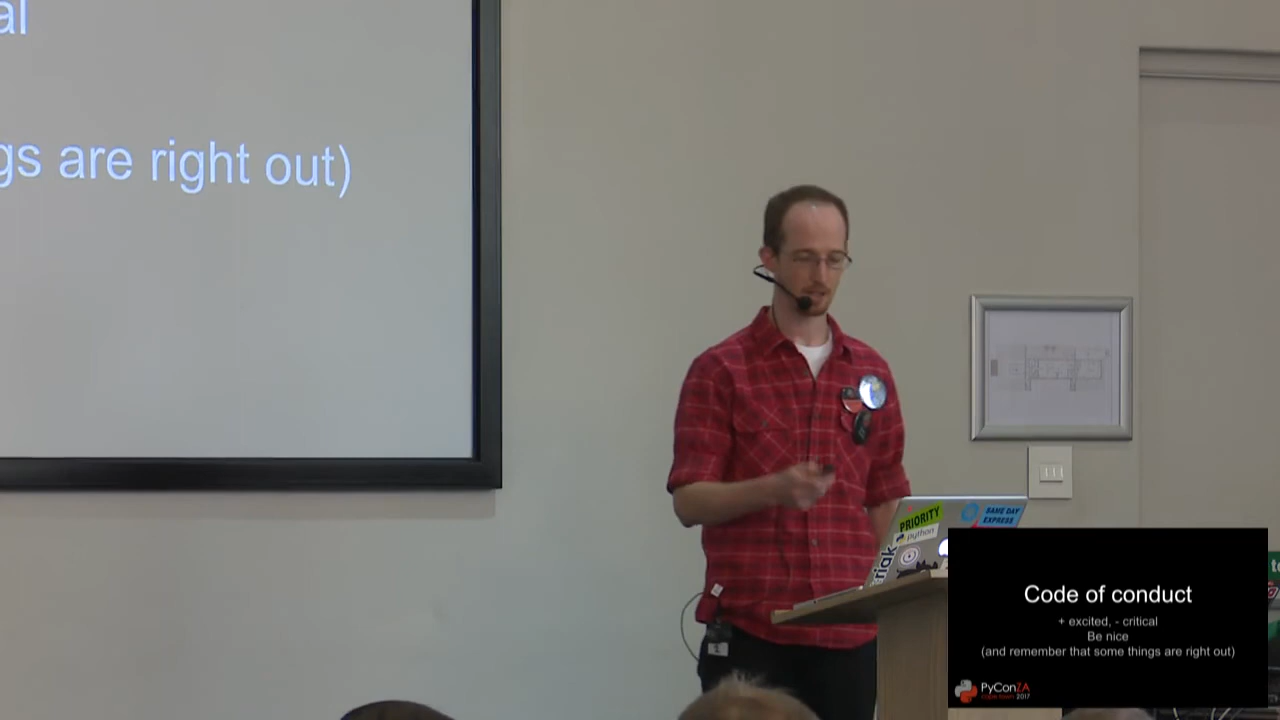 al
gs are right out)
PRIORITY
python
riak
SAME DAY
EXPRESS
Code of conduct
+ excited, - critical
Be nice
(and remember that some things are right out)
PyConZA
2017